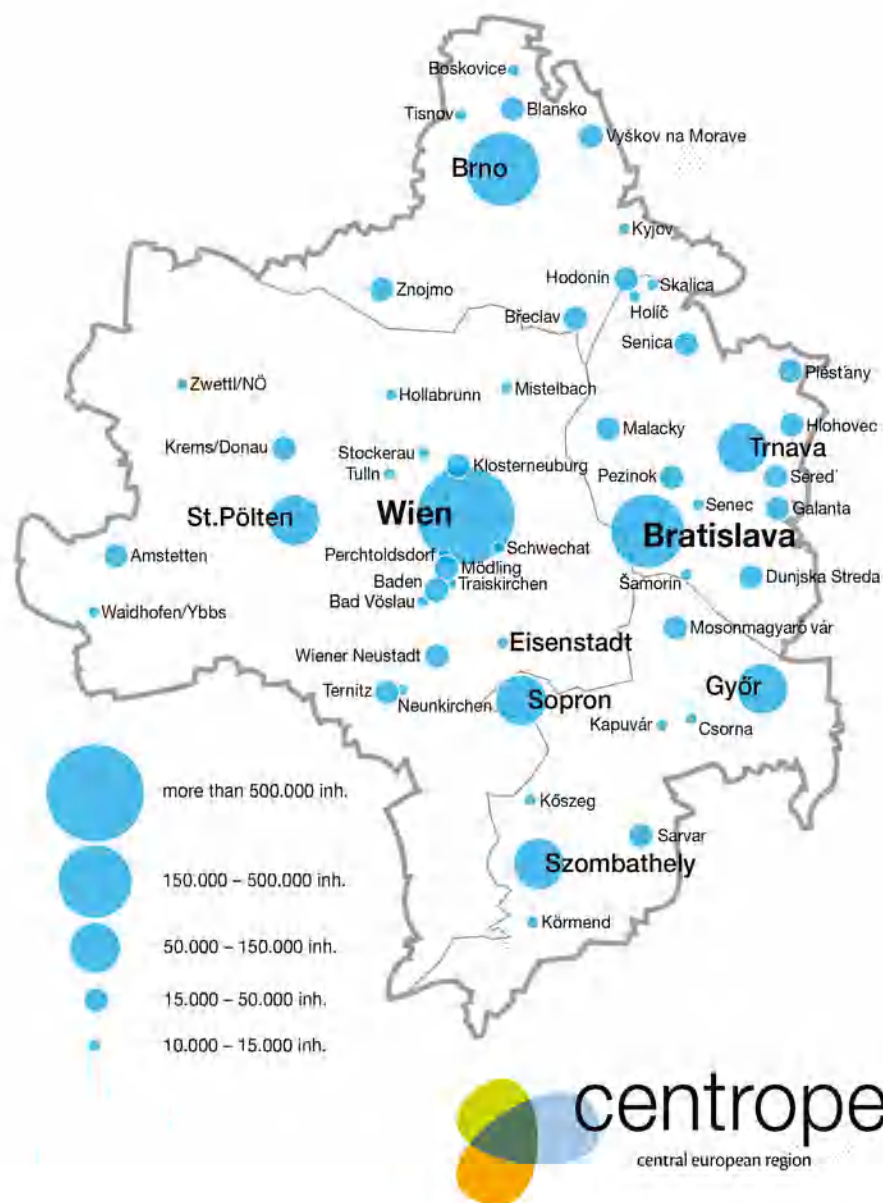 Boskovice
Tisnov
Blansko
Vyškov na Morave
Brno
Kyjov
Hodonin
Skalica
Holíč
Znojmo
Břeclav
Senica
Piešťany
Zwettl/NÖ
Hollabrunn
Mistelbach
Malacky
Hlohovec
Trnava
Krems/Donau
Stockerau
Tulln
Klosterneuburg
Pezinok
Sereď
Senec
Galanta
St.Pölten
Wien
Bratislava
Amstetten
Perchtoldsdorf
Schwechat
Mödling
Baden
Traiskirchen
Šamorín
Dunjska Streda
Waidhofen/Ybbs
Bad Vöslau
Eisenstadt
Mosonmagyaró vár
Wiener Neustadt
Ternitz
Neunkirchen
Sopron
Győr
Kapuvár
Csorna
more than 500.000 inh.
Kőszeg
Sarvar
Szombathely
150.000 – 500.000 inh.
Körmend
50.000 – 150.000 inh.
15.000 – 50.000 inh.
10.000 – 15.000 inh.
centrope
central european region